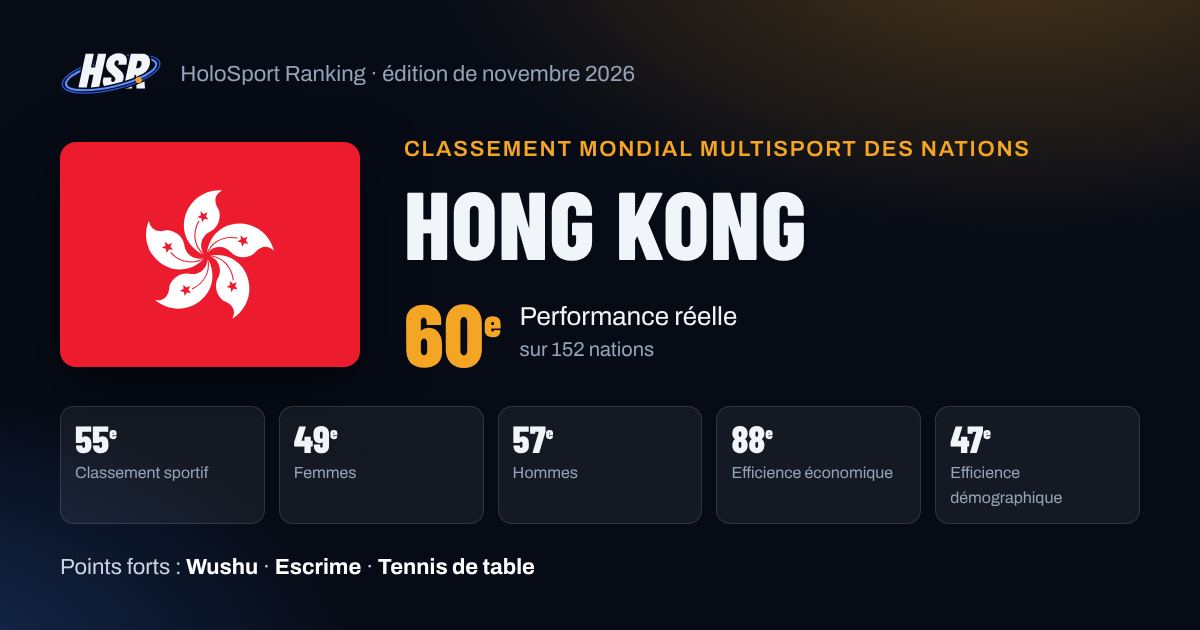 HSR HoloSport Ranking · édition de novembre 2026
CLASSEMENT MONDIAL MULTISPORT DES NATIONS
HONG KONG
60e Performance réelle
sur 152 nations
55e
Classement sportif
49e
Femmes
57e
Hommes
88e
Efficience économique
47e
Efficience
démographique
Points forts : Wushu · Escrime · Tennis de table